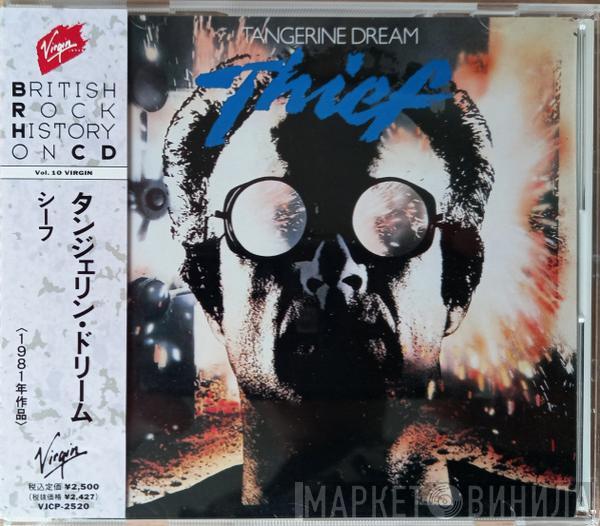 Virgin
BRITISH
ROCK
HISTORY
ON CD
Vol. 10 VIRGIN
タンジェリン・ドリーム
シーフ
〈1981年作品〉
Virgin
税込定価 ¥2,500
(税抜価格 ¥2,427)
VJCP-2520
TANGERINE DREAM
Thief
МАРКЕТ ВИНИЛА